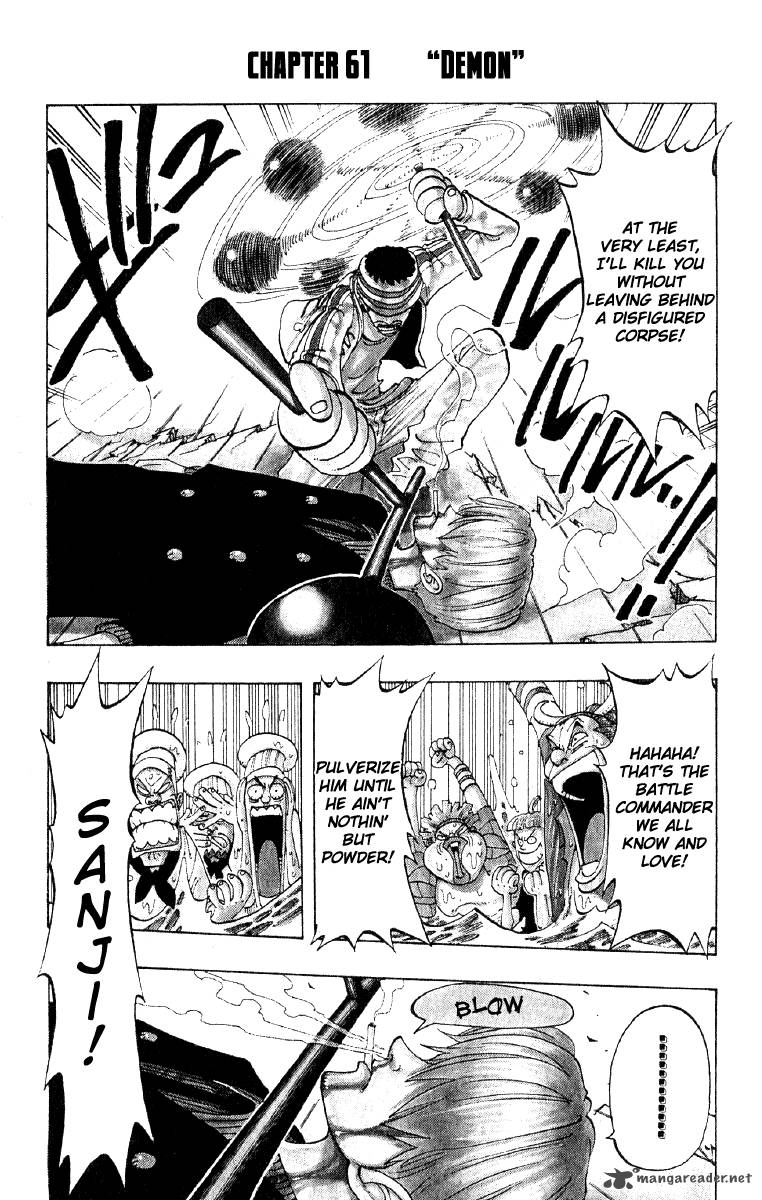 CHAPTER 61 "DEMON"
AT THE
VERY LEAST,
I'LL KILL YOU
WITHOUT
LEAVING BEHIND
A DISFIGURED
CORPSE!
HAHAHA!
THAT'S THE
BATTLE
COMMANDER
WE ALL
KNOW AND
LOVE!
PULVERIZE
HIM UNTIL
HE AIN'T
NOTHIN'
BUT
POWDER!
SANJI!
BLOW
mangareader.net